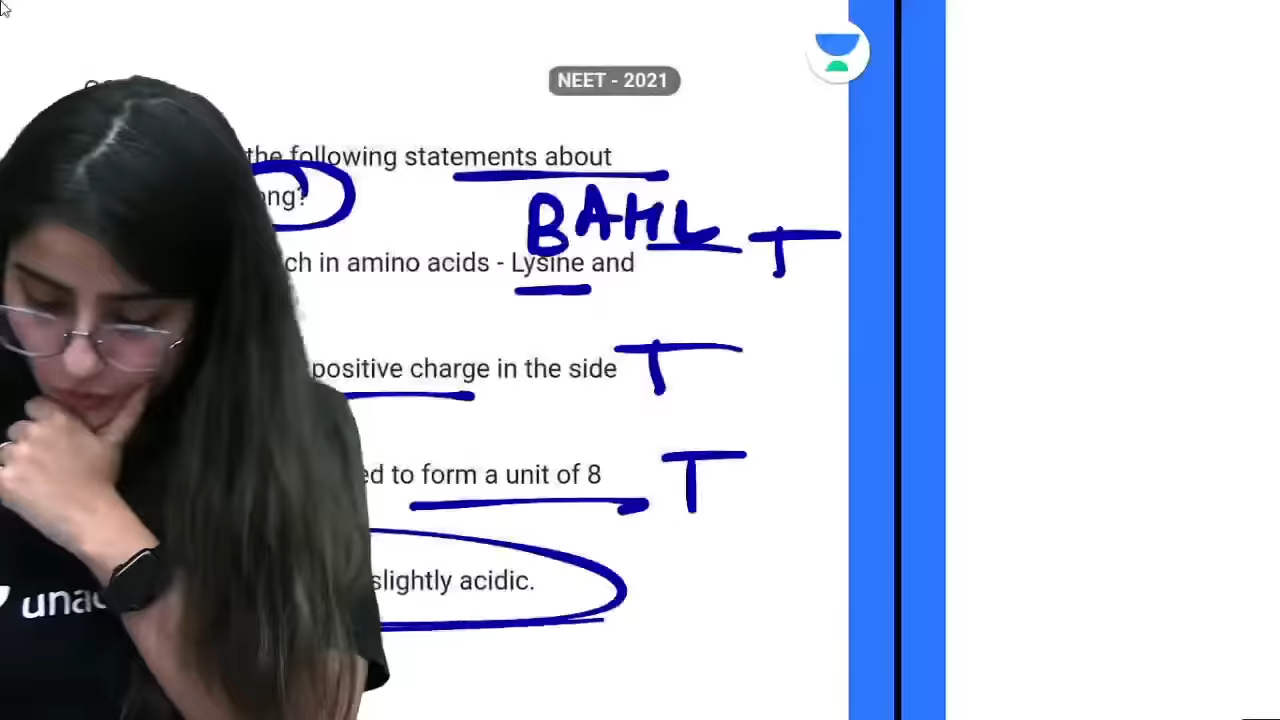 NEET - 2021
the following statements about
ong?
BAHL
T
ch in amino acids - Lysine and
positive charge in the side
T
ed to form a unit of 8
T
slightly acidic.
una